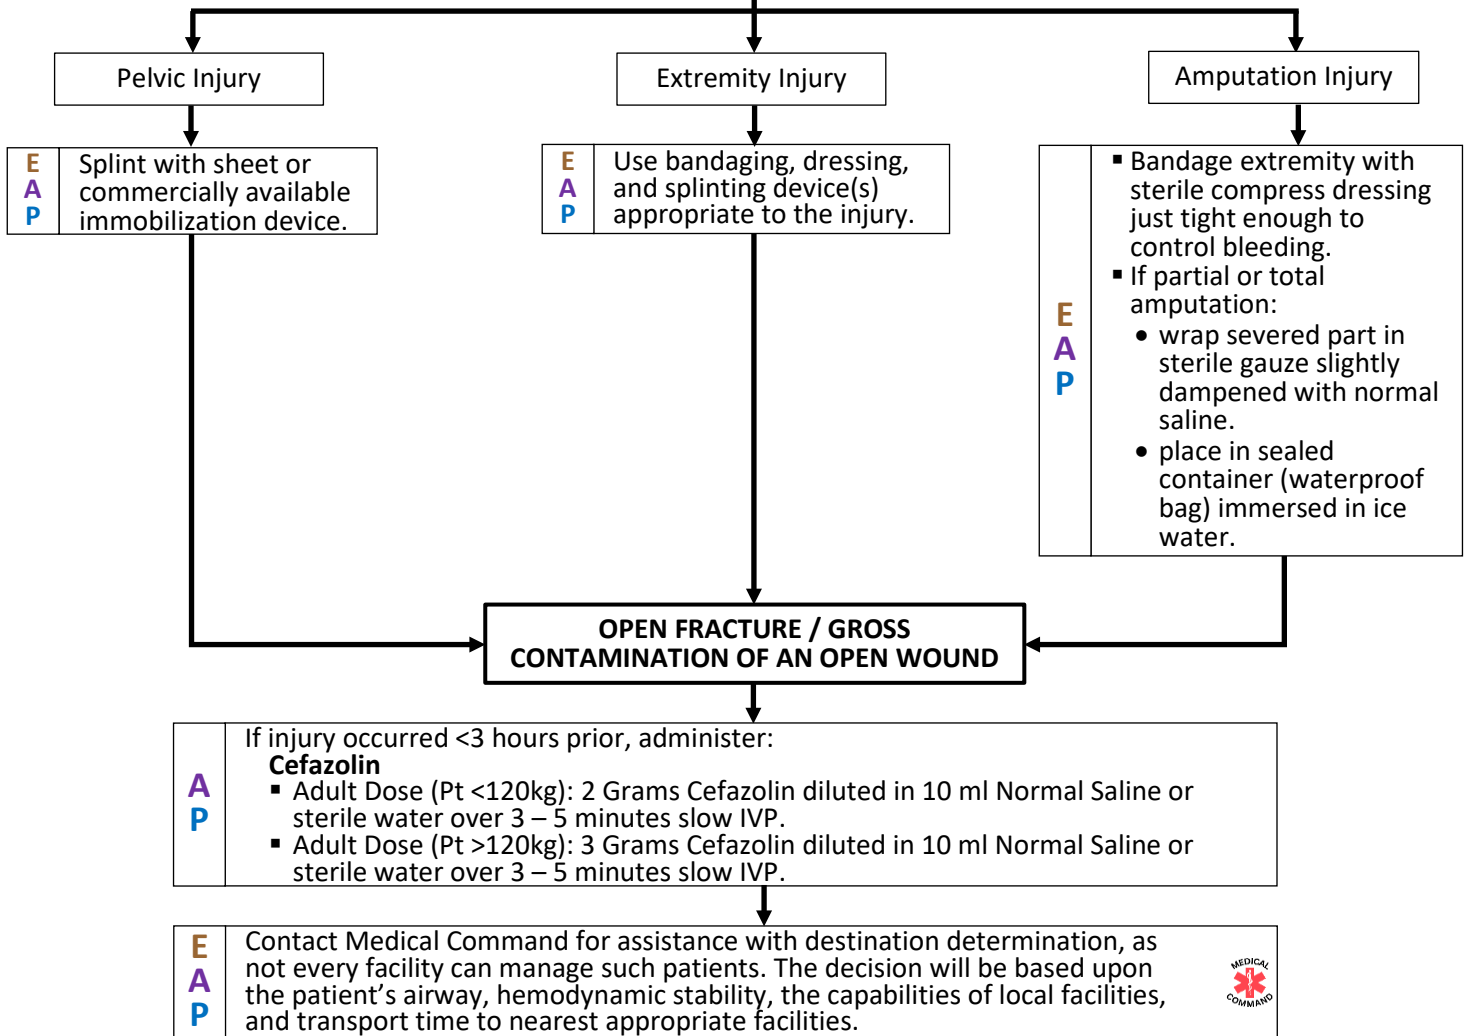 Pelvic Injury
Extremity Injury
Amputation Injury
E
A
P
Splint with sheet or
commercially available
immobilization device.
E
A
P
Use bandaging, dressing,
and splinting device(s)
appropriate to the injury.
E
A
P
▪ Bandage extremity with
sterile compress dressing
just tight enough to
control bleeding.
▪ If partial or total
amputation:
• wrap severed part in
sterile gauze slightly
dampened with normal
saline.
• place in sealed
container (waterproof
bag) immersed in ice
water.
OPEN FRACTURE / GROSS
CONTAMINATION OF AN OPEN WOUND
A
P
If injury occurred <3 hours prior, administer:
Cefazolin
▪ Adult Dose (Pt <120kg): 2 Grams Cefazolin diluted in 10 ml Normal Saline or
sterile water over 3 – 5 minutes slow IVP.
▪ Adult Dose (Pt >120kg): 3 Grams Cefazolin diluted in 10 ml Normal Saline or
sterile water over 3 – 5 minutes slow IVP.
E
A
P
Contact Medical Command for assistance with destination determination, as
not every facility can manage such patients. The decision will be based upon
the patient’s airway, hemodynamic stability, the capabilities of local facilities,
and transport time to nearest appropriate facilities.
MEDICAL
COMMAND